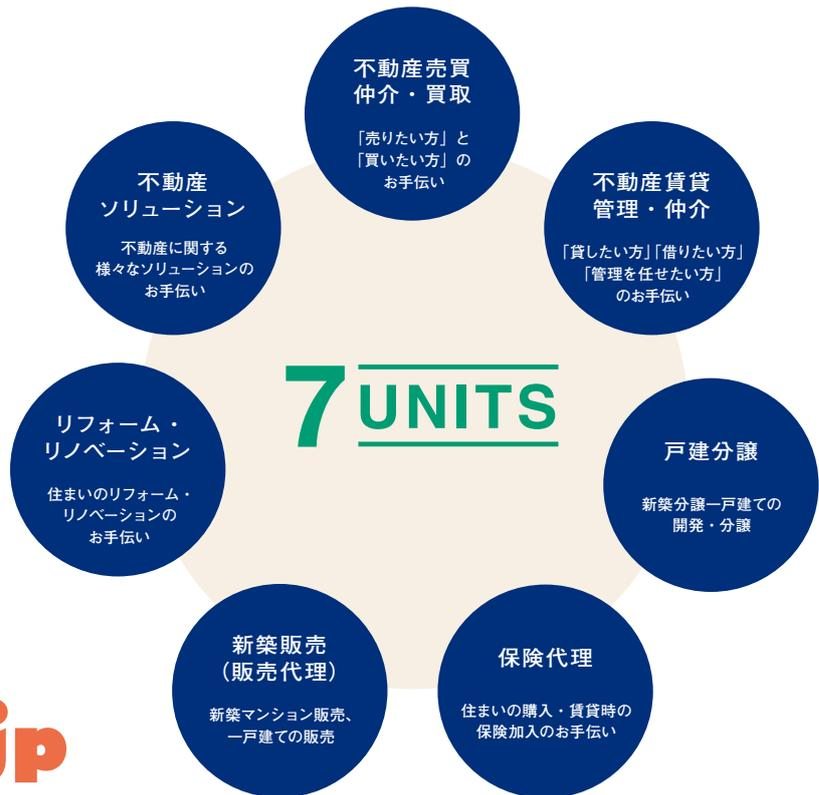 不動産売買
仲介・買取
「売りたい方」と
「買いたい方」の
お手伝い
不動産賃貸
管理・仲介
「貸したい方」「借りたい方」
「管理を任せたい方」
のお手伝い
戸建分譲
新築分譲一戸建ての
開発・分譲
保険代理
住まいの購入・賃貸時の
保険加入のお手伝い
新築販売
（販売代理）
新築マンション販売、
一戸建ての販売
リフォーム・
リノベーション
住まいのリフォーム・
リノベーションの
お手伝い
不動産
ソリューション
不動産に関する
様々なソリューションの
お手伝い
7 UNITS
jp